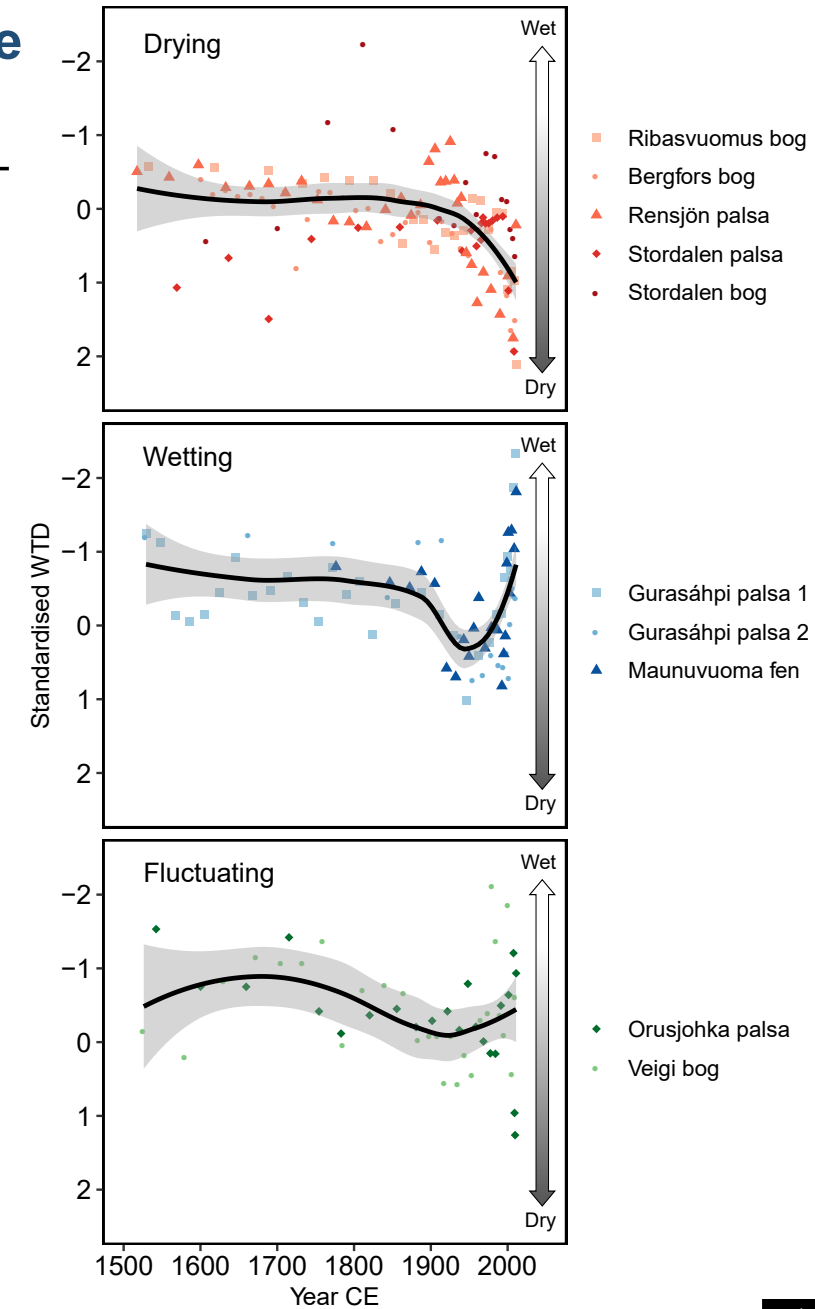 e
Drying
Wet
−2
−1
0
1
2
Dry
Ribasvuomus bog
Bergfors bog
Rensjön palsa
Stordalen palsa
Stordalen bog
Wetting
Wet
−2
−1
0
1
2
Dry
Standardised WTD
Gurasáhpi palsa 1
Gurasáhpi palsa 2
Maunuvuoma fen
Fluctuating
Wet
−2
−1
0
1
2
Dry
Orusjohka palsa
Veigi bog
1500 1600 1700 1800 1900 2000
Year CE